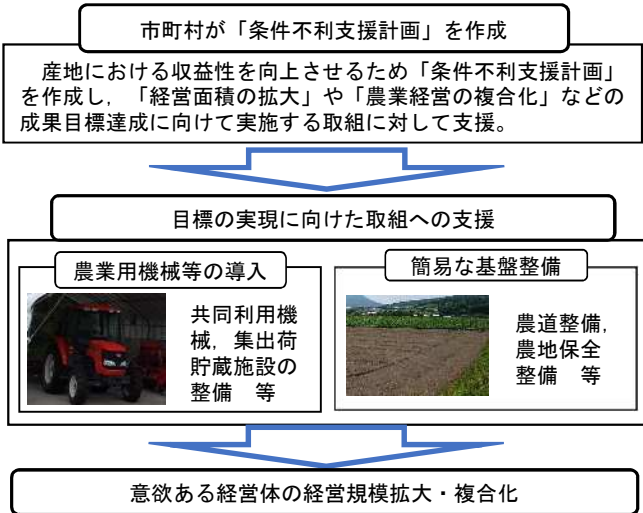 市町村が「条件不利支援計画」を作成
産地における収益性を向上させるため「条件不利支援計画」
を作成し，「経営面積の拡大」や「農業経営の複合化」などの
成果目標達成に向けて実施する取組に対して支援。
目標の実現に向けた取組への支援
農業用機械等の導入
共同利用機
械，集出荷
貯蔵施設の
整備　等
簡易な基盤整備
農道整備，
農地保全
整備　等
意欲ある経営体の経営規模拡大・複合化